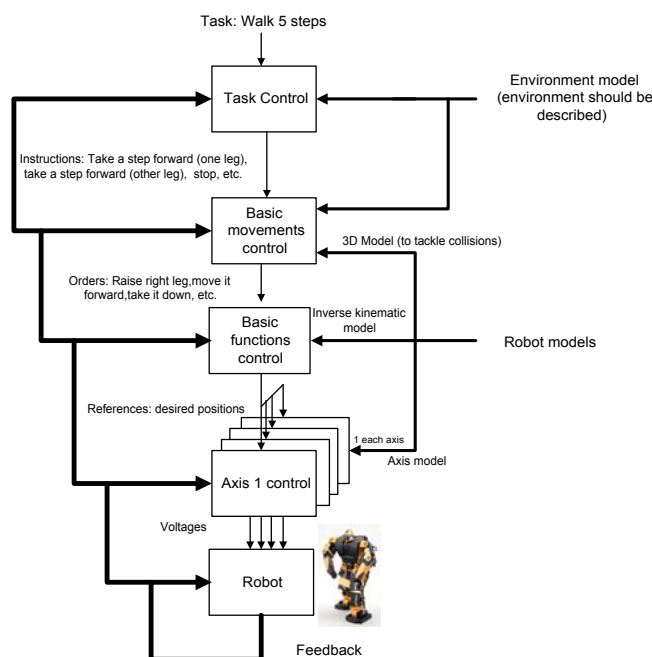 Task: Walk 5 steps
Task Control
Environment model
(environment should be
described)
Instructions: Take a step forward (one leg),
take a step forward (other leg), stop, etc.
Basic
movements
control
3D Model (to tackle collisions)
Orders: Raise right leg,move it
forward,take it down, etc.
Inverse kinematic
model
Basic
functions
control
Robot models
References: desired positions
1 each axis
Axis model
Axis 1 control
Voltages
Robot
Feedback